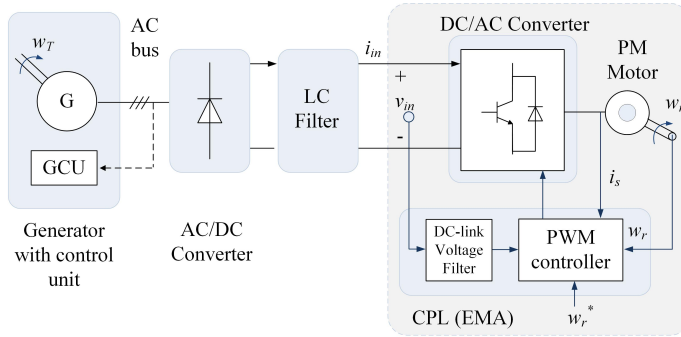 w_T
G
GCU
Generator
with control
unit
AC
bus
AC/DC
Converter
LC
Filter
i_in
+
v_in
-
DC/AC Converter
PM
Motor
w_r
i_s
w_r
DC-link
Voltage
Filter
PWM
controller
w_r*
CPL (EMA)